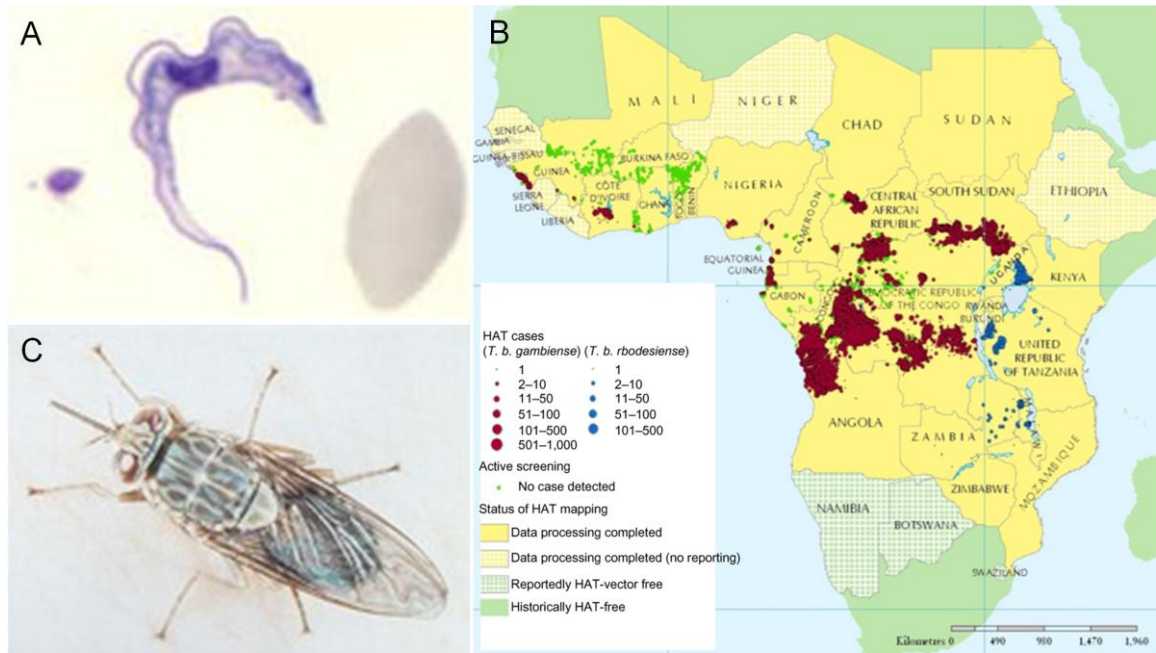 A
B
C
MALI
NIGER
CHAD
SUDAN
SENEGAL
GAMBIA
GUINEA-BISSAU
GUINEA
SIERRA
LEONE
LIBERIA
CÔTE
D'IVOIRE
BURKINA FASO
GHANA
TOGO
BENIN
NIGERIA
CAMEROON
CENTRAL
AFRICAN
REPUBLIC
SOUTH SUDAN
ETHIOPIA
EQUATORIAL
GUINEA
GABON
CONGO
DEMOCRATIC REPUBLIC
OF THE CONGO
UGANDA
KENYA
RWANDA
BURUNDI
UNITED
REPUBLIC
OF TANZANIA
ANGOLA
ZAMBIA
MALAWI
MOZAMBIQUE
ZIMBABWE
NAMIBIA
BOTSWANA
SWAZILAND
HAT cases
(T. b. gambiense) (T. b. rbodesiense)
1 1
2–10 2–10
11–50 11–50
51–100 51–100
101–500 101–500
501–1,000
Active screening
No case detected
Status of HAT mapping
Data processing completed
Data processing completed (no reporting)
Reportedly HAT-vector free
Historically HAT-free
Kilometres 0 490 980 1,470 1,960